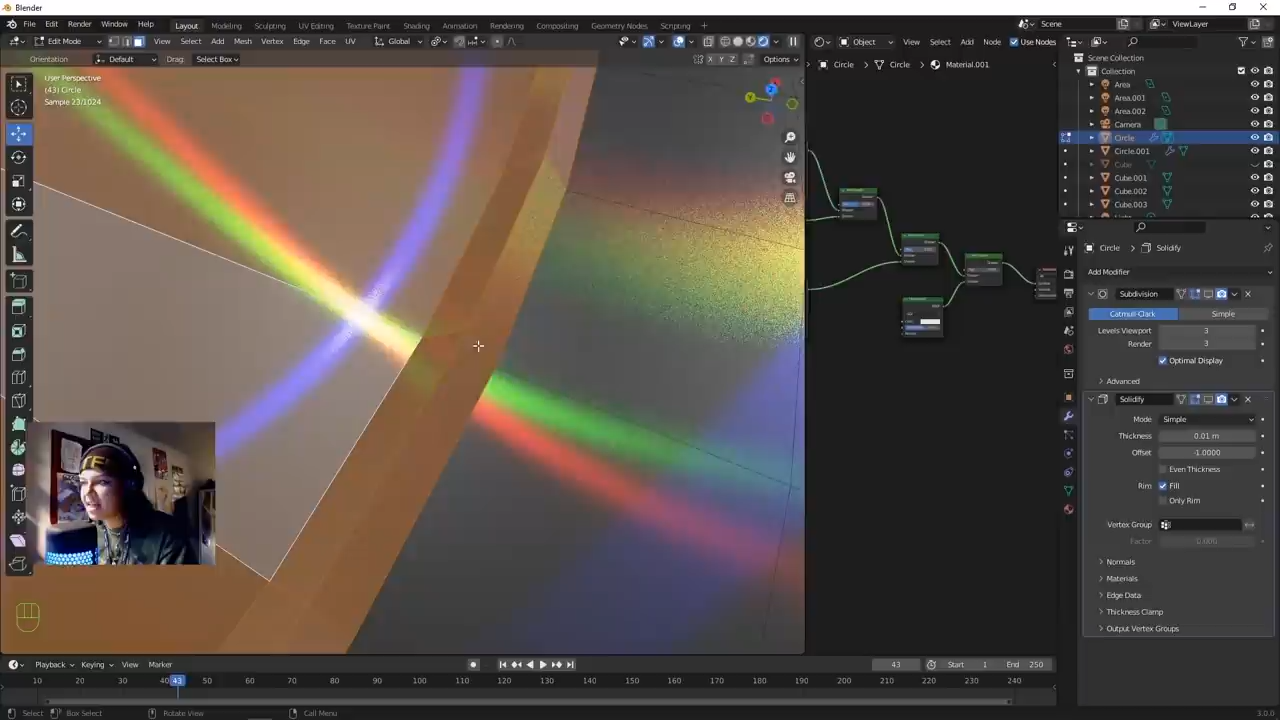 Blender
File Edit Render Window Help Layout Modeling Sculpting UV Editing Texture Paint Shading Animation Rendering Compositing Geometry Nodes Scripting + Scene ViewLayer
Edit Mode View Select Add Mesh Vertex Edge Face UV Global Object View Select Add Node Use Nodes
Orientation Default Drag: Select Box X Y Z Options
Circle Circle Material.001
User Perspective
(43) Circle
Sample 23/1024
Scene Collection
Collection
Area
Area.001
Area.002
Camera
Circle
Circle.001
Cube
Cube.001
Cube.002
Cube.003
Circle Solidify
Add Modifier
Subdivision
Catmull-Clark Simple
Levels Viewport 3
Render 3
Optimal Display
Advanced
Solidify
Mode Simple
Thickness 0.01 m
Offset -1.0000
Even Thickness
Rim Fill
Only Rim
Vertex Group
Factor 0.000
Normals
Materials
Edge Data
Thickness Clamp
Output Vertex Groups
Playback Keying View Marker 43 Start 1 End 250
10 20 30 40 43 50 60 70 80 90 100 110 120 130 140 150 160 170 180 190 200 210 220 230 240
Select Box Select Rotate View Call Menu 3.0.0